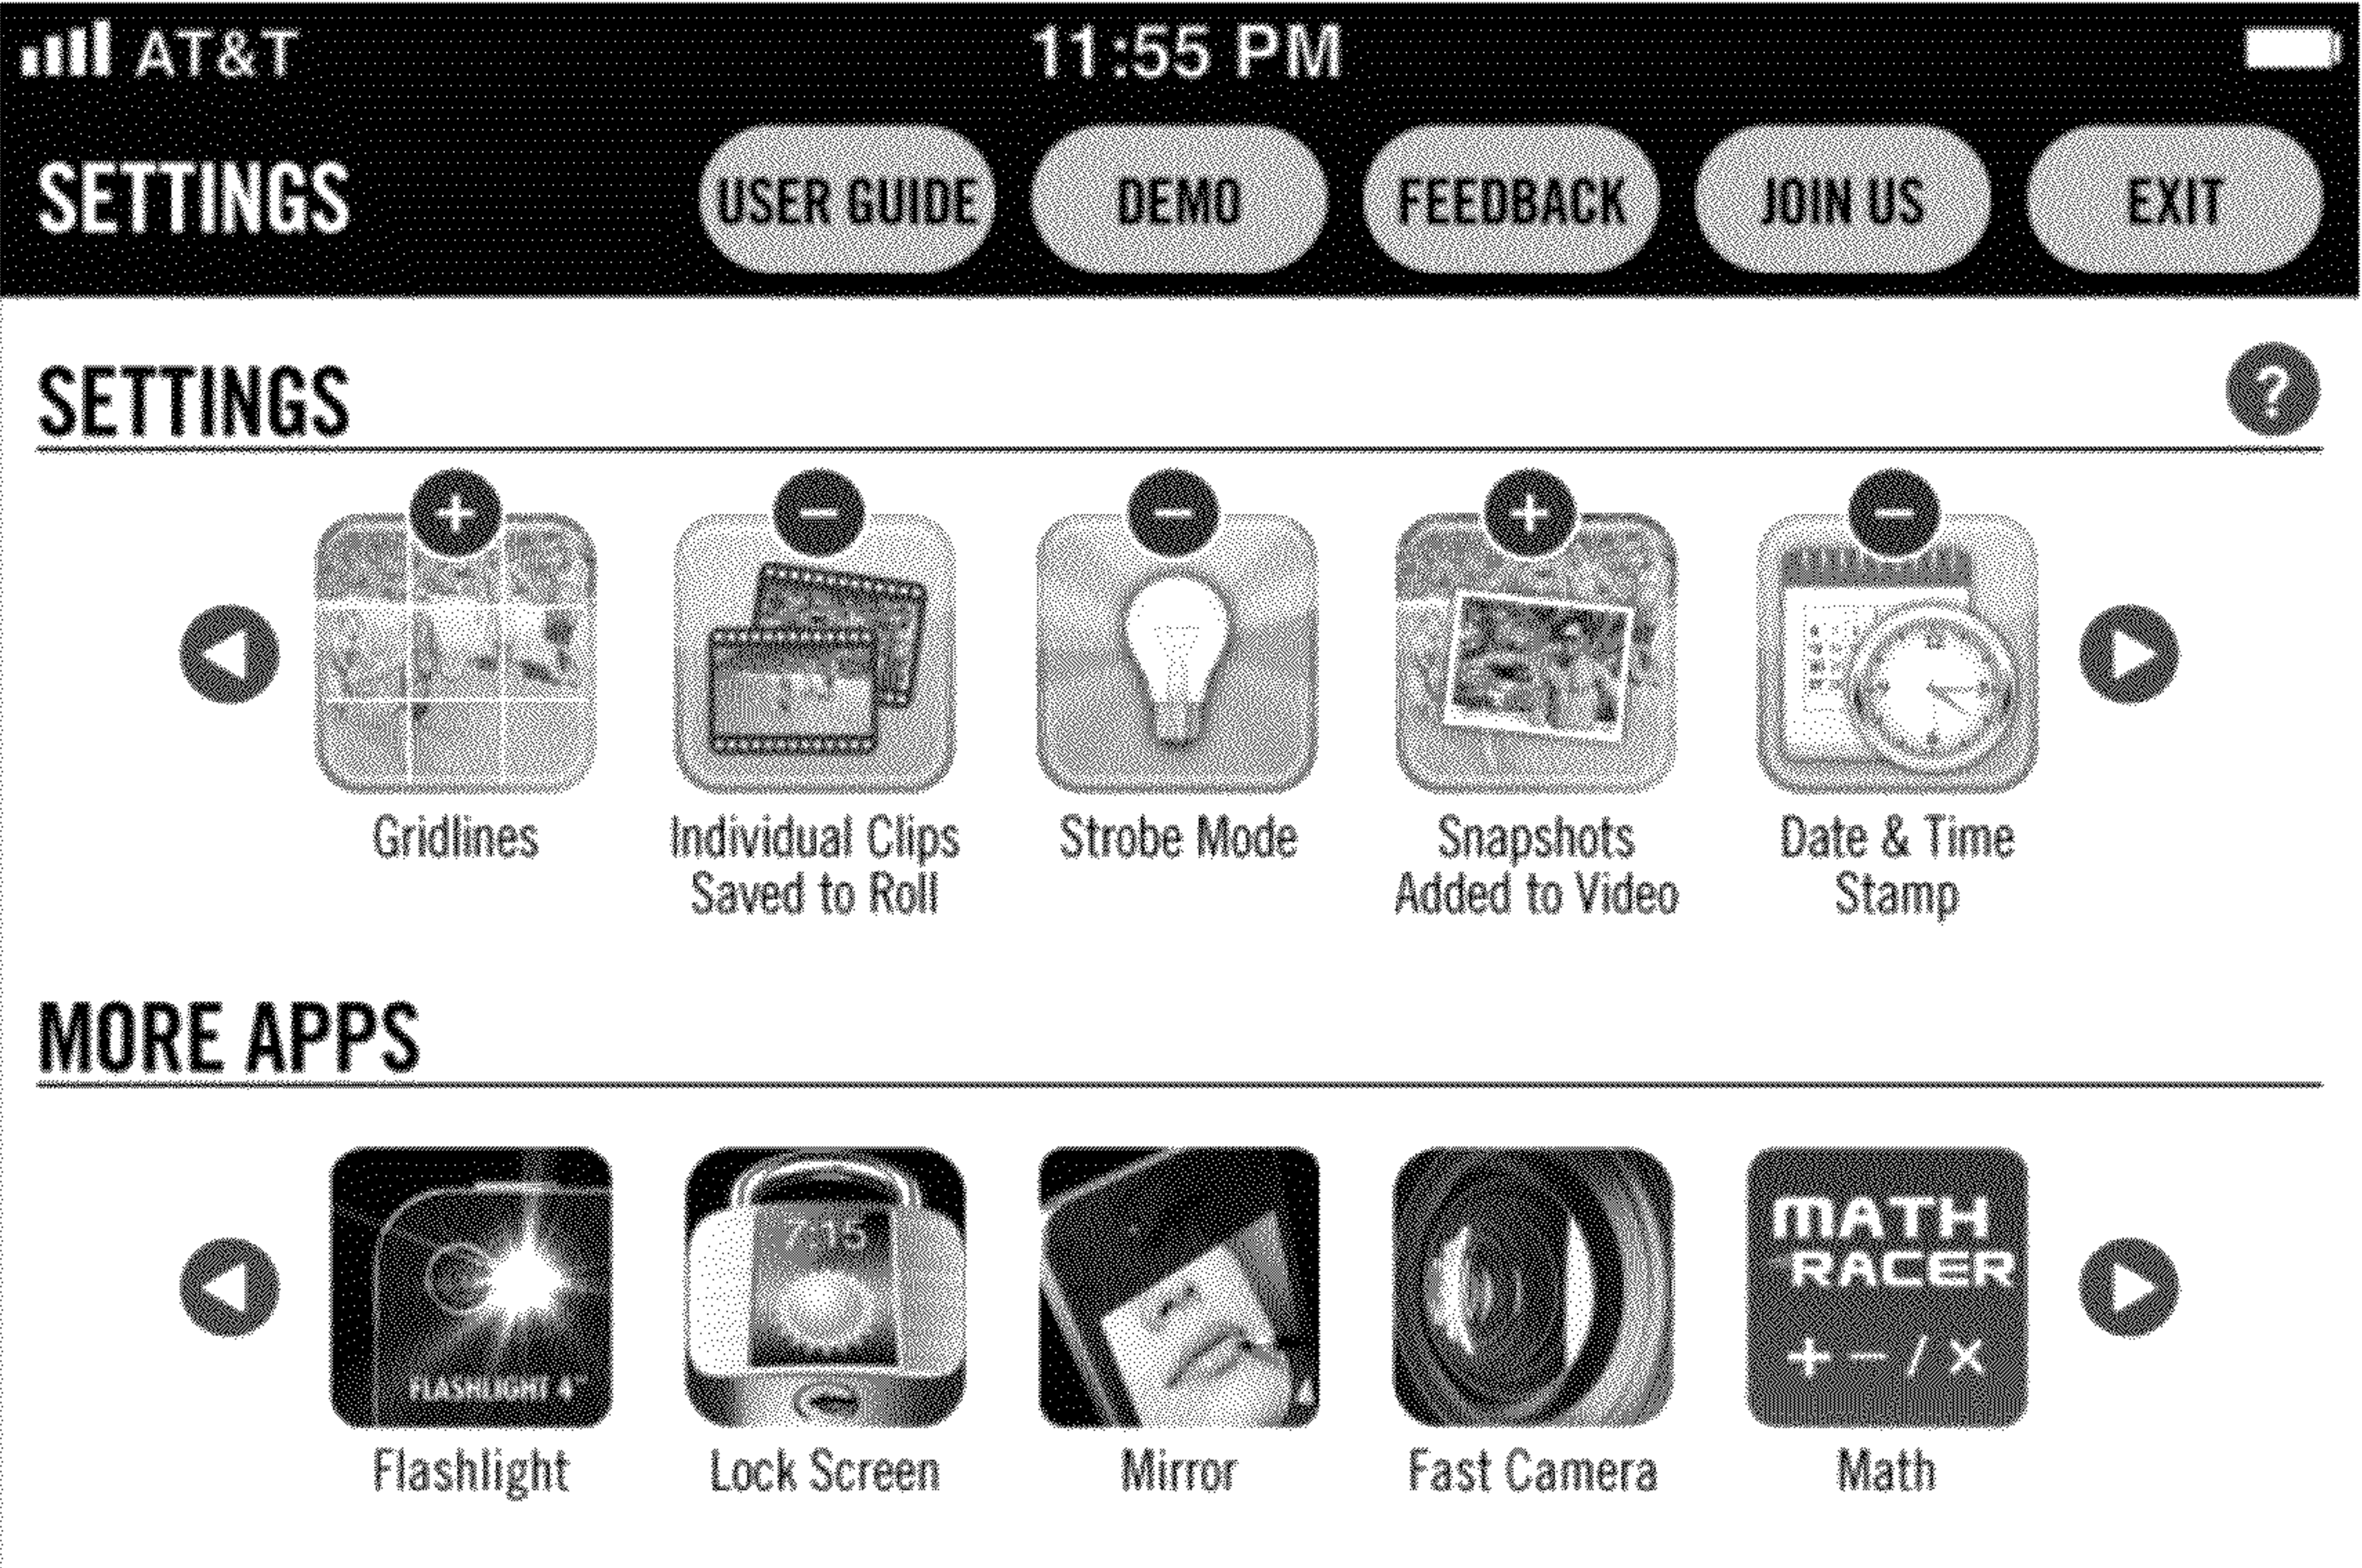 AT&T 11:55 PM
SETTINGS USER GUIDE DEMO FEEDBACK JOIN US EXIT
SETTINGS ?
+ − − + −
Gridlines Individual Clips Strobe Mode Snapshots Date & Time
Saved to Roll Added to Video Stamp
MORE APPS
7:15
MATH
RACER
+ − / x
FLASHLIGHT 4
Flashlight Lock Screen Mirror Fast Camera Math